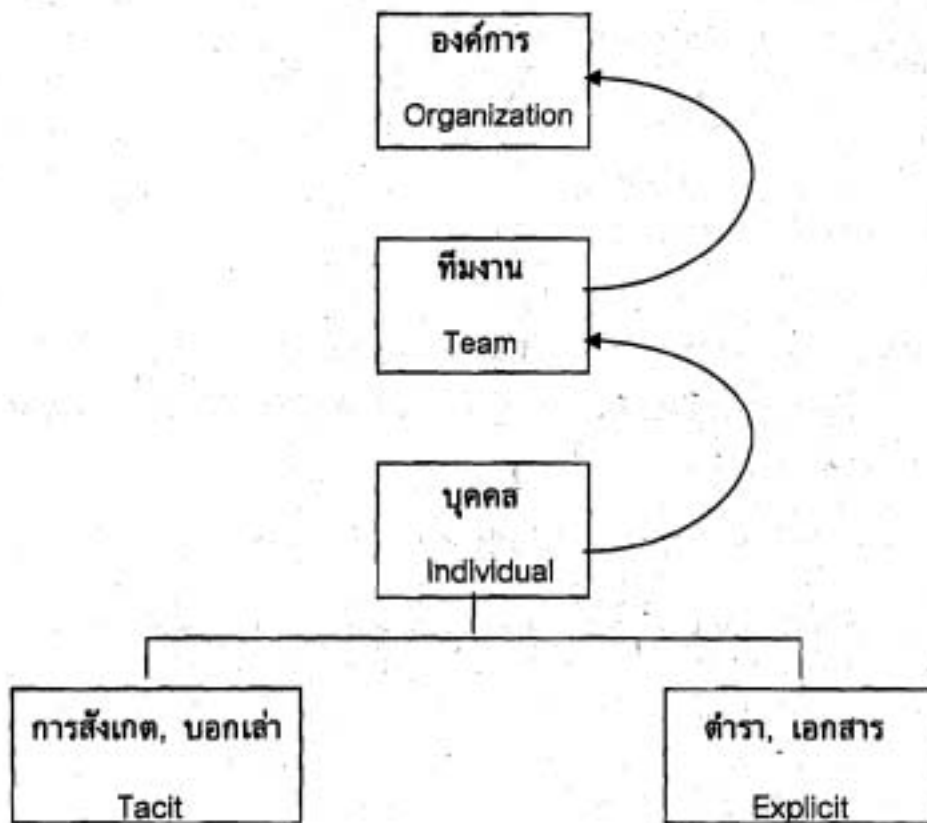 องค์การ
Organization
ทีมงาน
Team
บุคคล
Individual
การสังเกต, บอกเล่า
Tacit
ตำรา, เอกสาร
Explicit